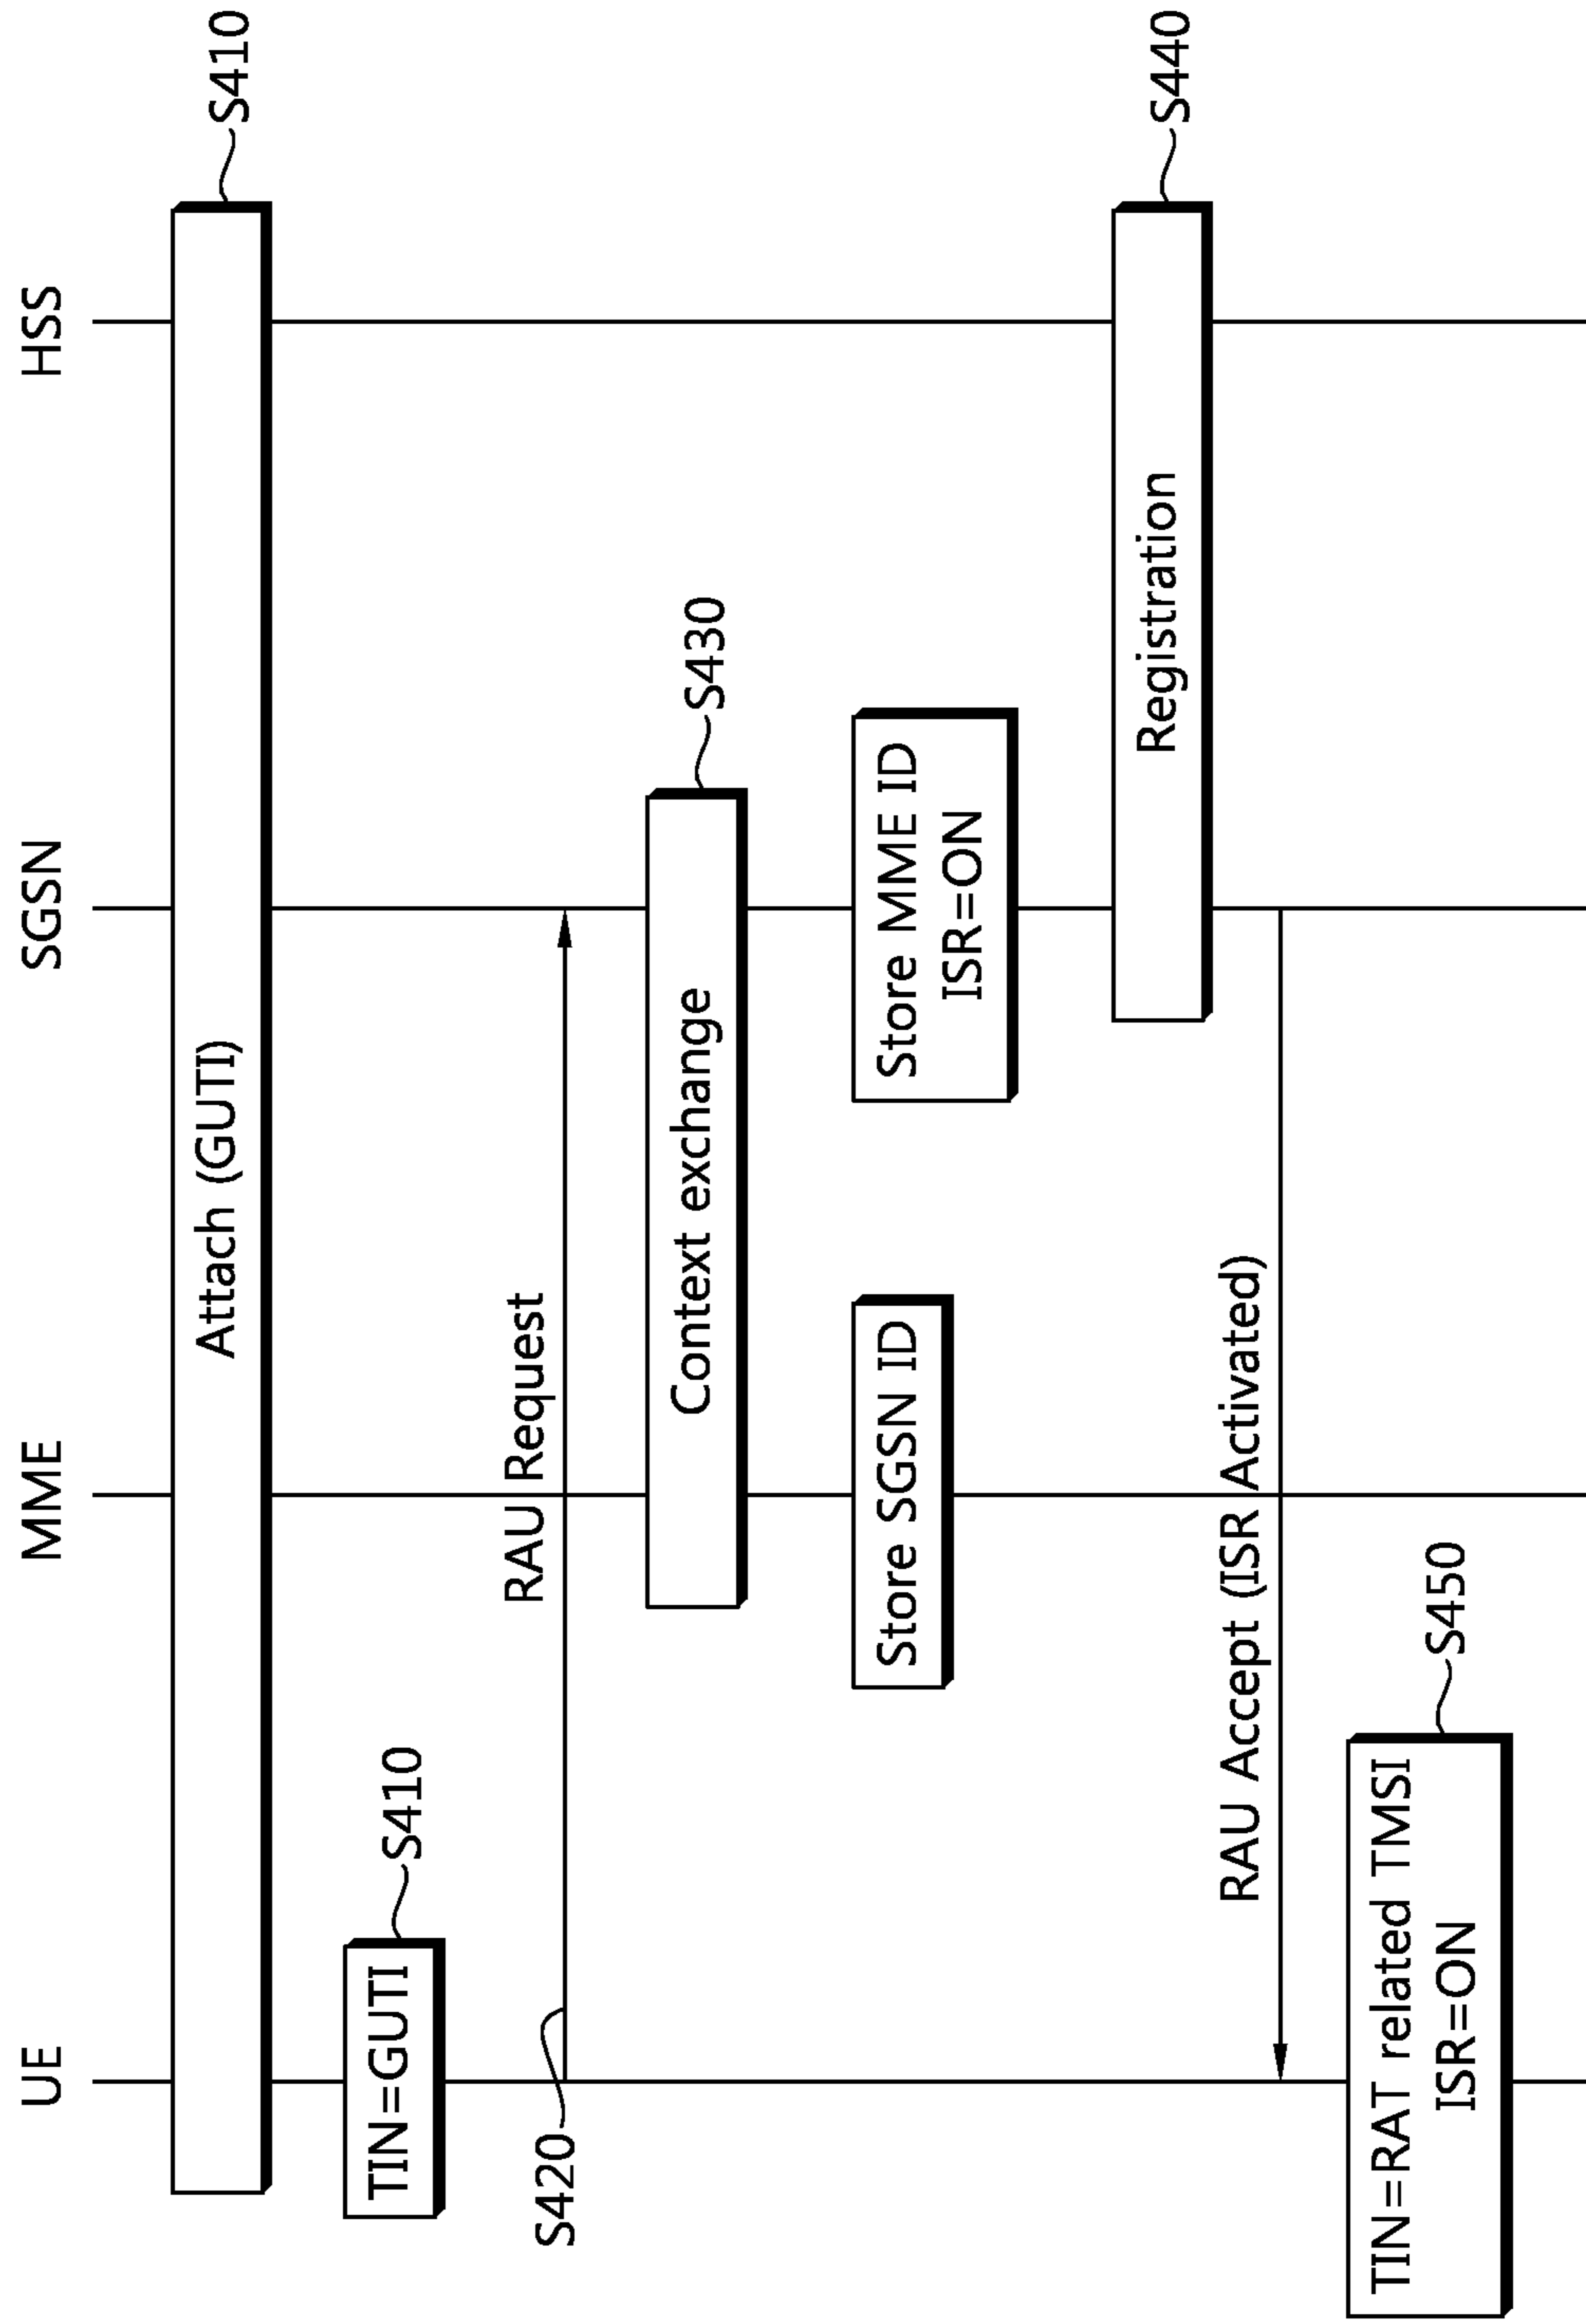 UE
MME
SGSN
HSS
Attach (GUTI)
S410
TIN=GUTI
S410
S420
RAU Request
Context exchange
S430
Store SGSN ID
Store MME ID
ISR=ON
Registration
S440
RAU Accept (ISR Activated)
TIN=RAT related TMSI
ISR=ON
S450